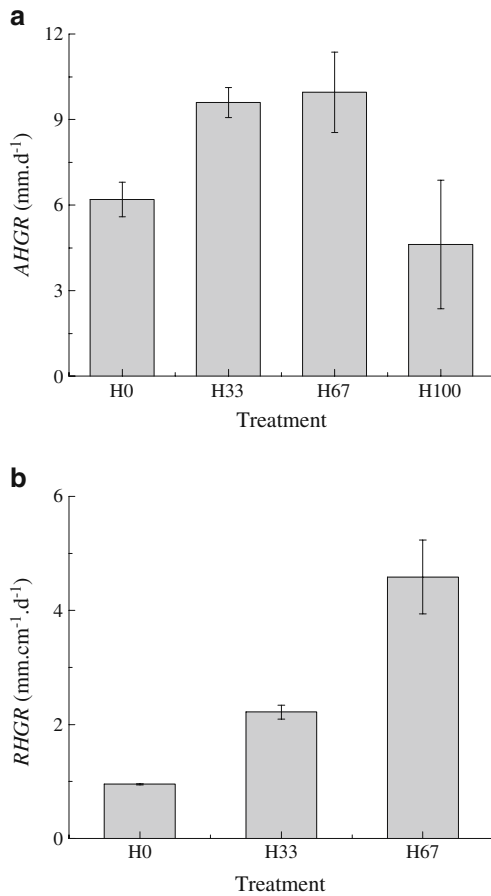 a
12
9
6
3
0
AHGR (mm.d⁻¹)
H0 H33 H67 H100
Treatment
b
6
4
2
0
RHGR (mm.cm⁻¹.d⁻¹)
H0 H33 H67
Treatment